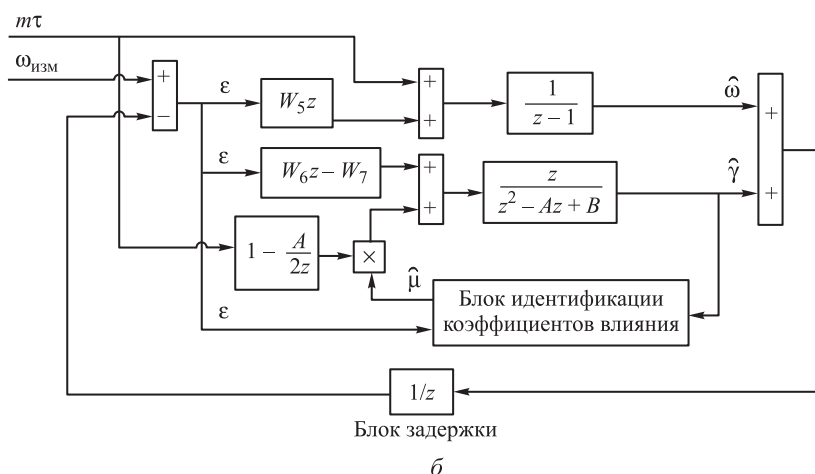 mτ
ω_изм
+
−
ε
W₅z
+
+
1/(z − 1)
ω̂
+
+
ε
W₆z − W₇
+
+
z/(z² − Az + B)
γ̂
1 − A/2z
×
μ̂
ε
Блок идентификации
коэффициентов влияния
1/z
Блок задержки
б